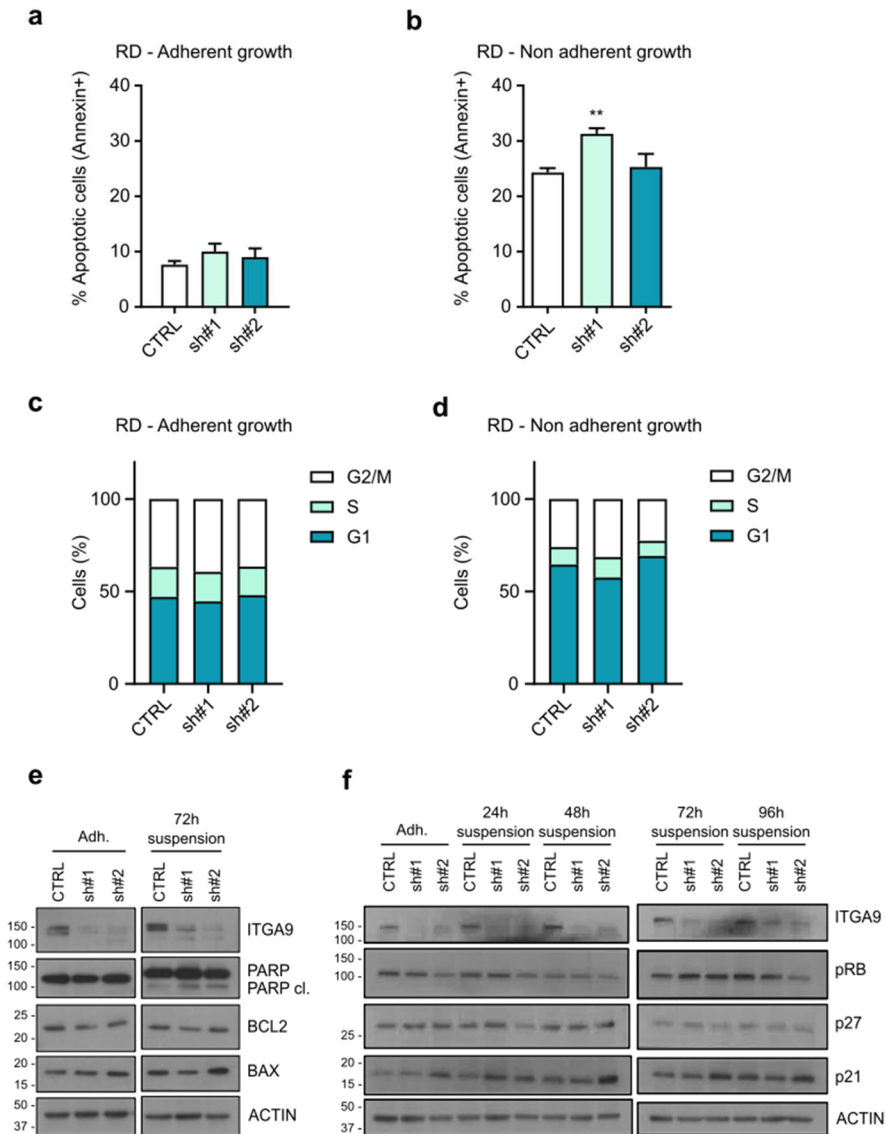 a
RD - Adherent growth
% Apoptotic cells (Annexin+)
40
30
20
10
0
CTRL
sh#1
sh#2
b
RD - Non adherent growth
% Apoptotic cells (Annexin+)
40
30
20
10
0
**
CTRL
sh#1
sh#2
c
RD - Adherent growth
Cells (%)
100
50
0
CTRL
sh#1
sh#2
G2/M
S
G1
d
RD - Non adherent growth
Cells (%)
100
50
0
CTRL
sh#1
sh#2
G2/M
S
G1
e
Adh.
72h
suspension
CTRL
sh#1
sh#2
CTRL
sh#1
sh#2
150 -
100 -
ITGA9
150 -
100 -
PARP
PARP cl.
25 -
20 -
BCL2
20 -
15 -
BAX
50 -
37 -
ACTIN
f
Adh.
24h
suspension
48h
suspension
72h
suspension
96h
suspension
CTRL
sh#1
sh#2
CTRL
sh#1
sh#2
CTRL
sh#1
sh#2
CTRL
sh#1
sh#2
CTRL
sh#1
sh#2
150 -
100 -
ITGA9
150 -
100 -
pRB
25 -
p27
20 -
15 -
p21
50 -
37 -
ACTIN